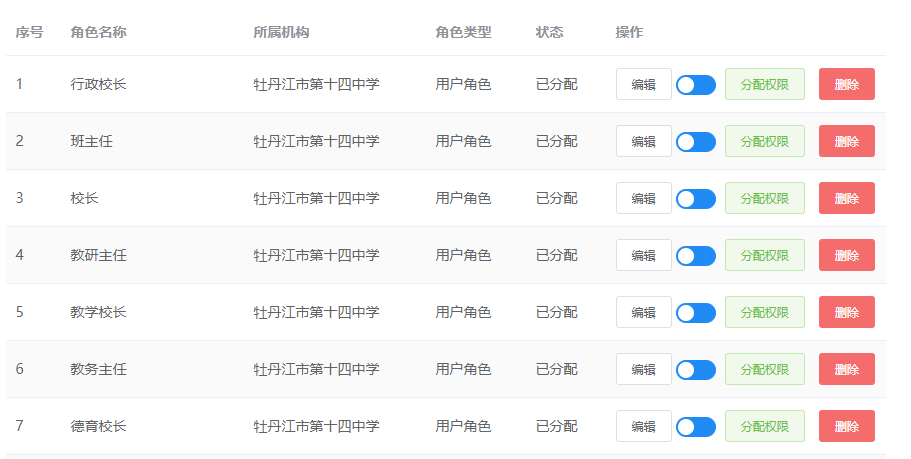 序号 角色名称 所属机构 角色类型 状态 操作
1 行政校长 牡丹江市第十四中学 用户角色 已分配 编辑 分配权限 删除
2 班主任 牡丹江市第十四中学 用户角色 已分配 编辑 分配权限 删除
3 校长 牡丹江市第十四中学 用户角色 已分配 编辑 分配权限 删除
4 教研主任 牡丹江市第十四中学 用户角色 已分配 编辑 分配权限 删除
5 教学校长 牡丹江市第十四中学 用户角色 已分配 编辑 分配权限 删除
6 教务主任 牡丹江市第十四中学 用户角色 已分配 编辑 分配权限 删除
7 德育校长 牡丹江市第十四中学 用户角色 已分配 编辑 分配权限 删除